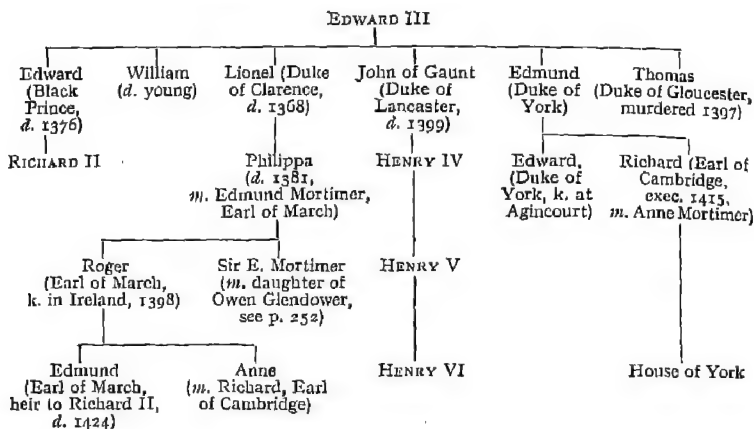 EDWARD III
Edward
(Black
Prince,
d. 1376)
William
(d. young)
Lionel (Duke
of Clarence,
d. 1368)
John of Gaunt
(Duke of
Lancaster,
d. 1399)
Edmund
(Duke of
York)
Thomas
(Duke of Gloucester,
murdered 1397)
RICHARD II
Philippa
(d. 1381,
m. Edmund Mortimer,
Earl of March)
HENRY IV
Edward,
(Duke of
York, k. at
Agincourt)
Richard (Earl of
Cambridge,
exec. 1415,
m. Anne Mortimer)
Roger
(Earl of March,
k. in Ireland, 1398)
Sir E. Mortimer
(m. daughter of
Owen Glendower,
see p. 252)
HENRY V
Edmund
(Earl of March,
heir to Richard II,
d. 1424)
Anne
(m. Richard, Earl
of Cambridge)
HENRY VI
House of York